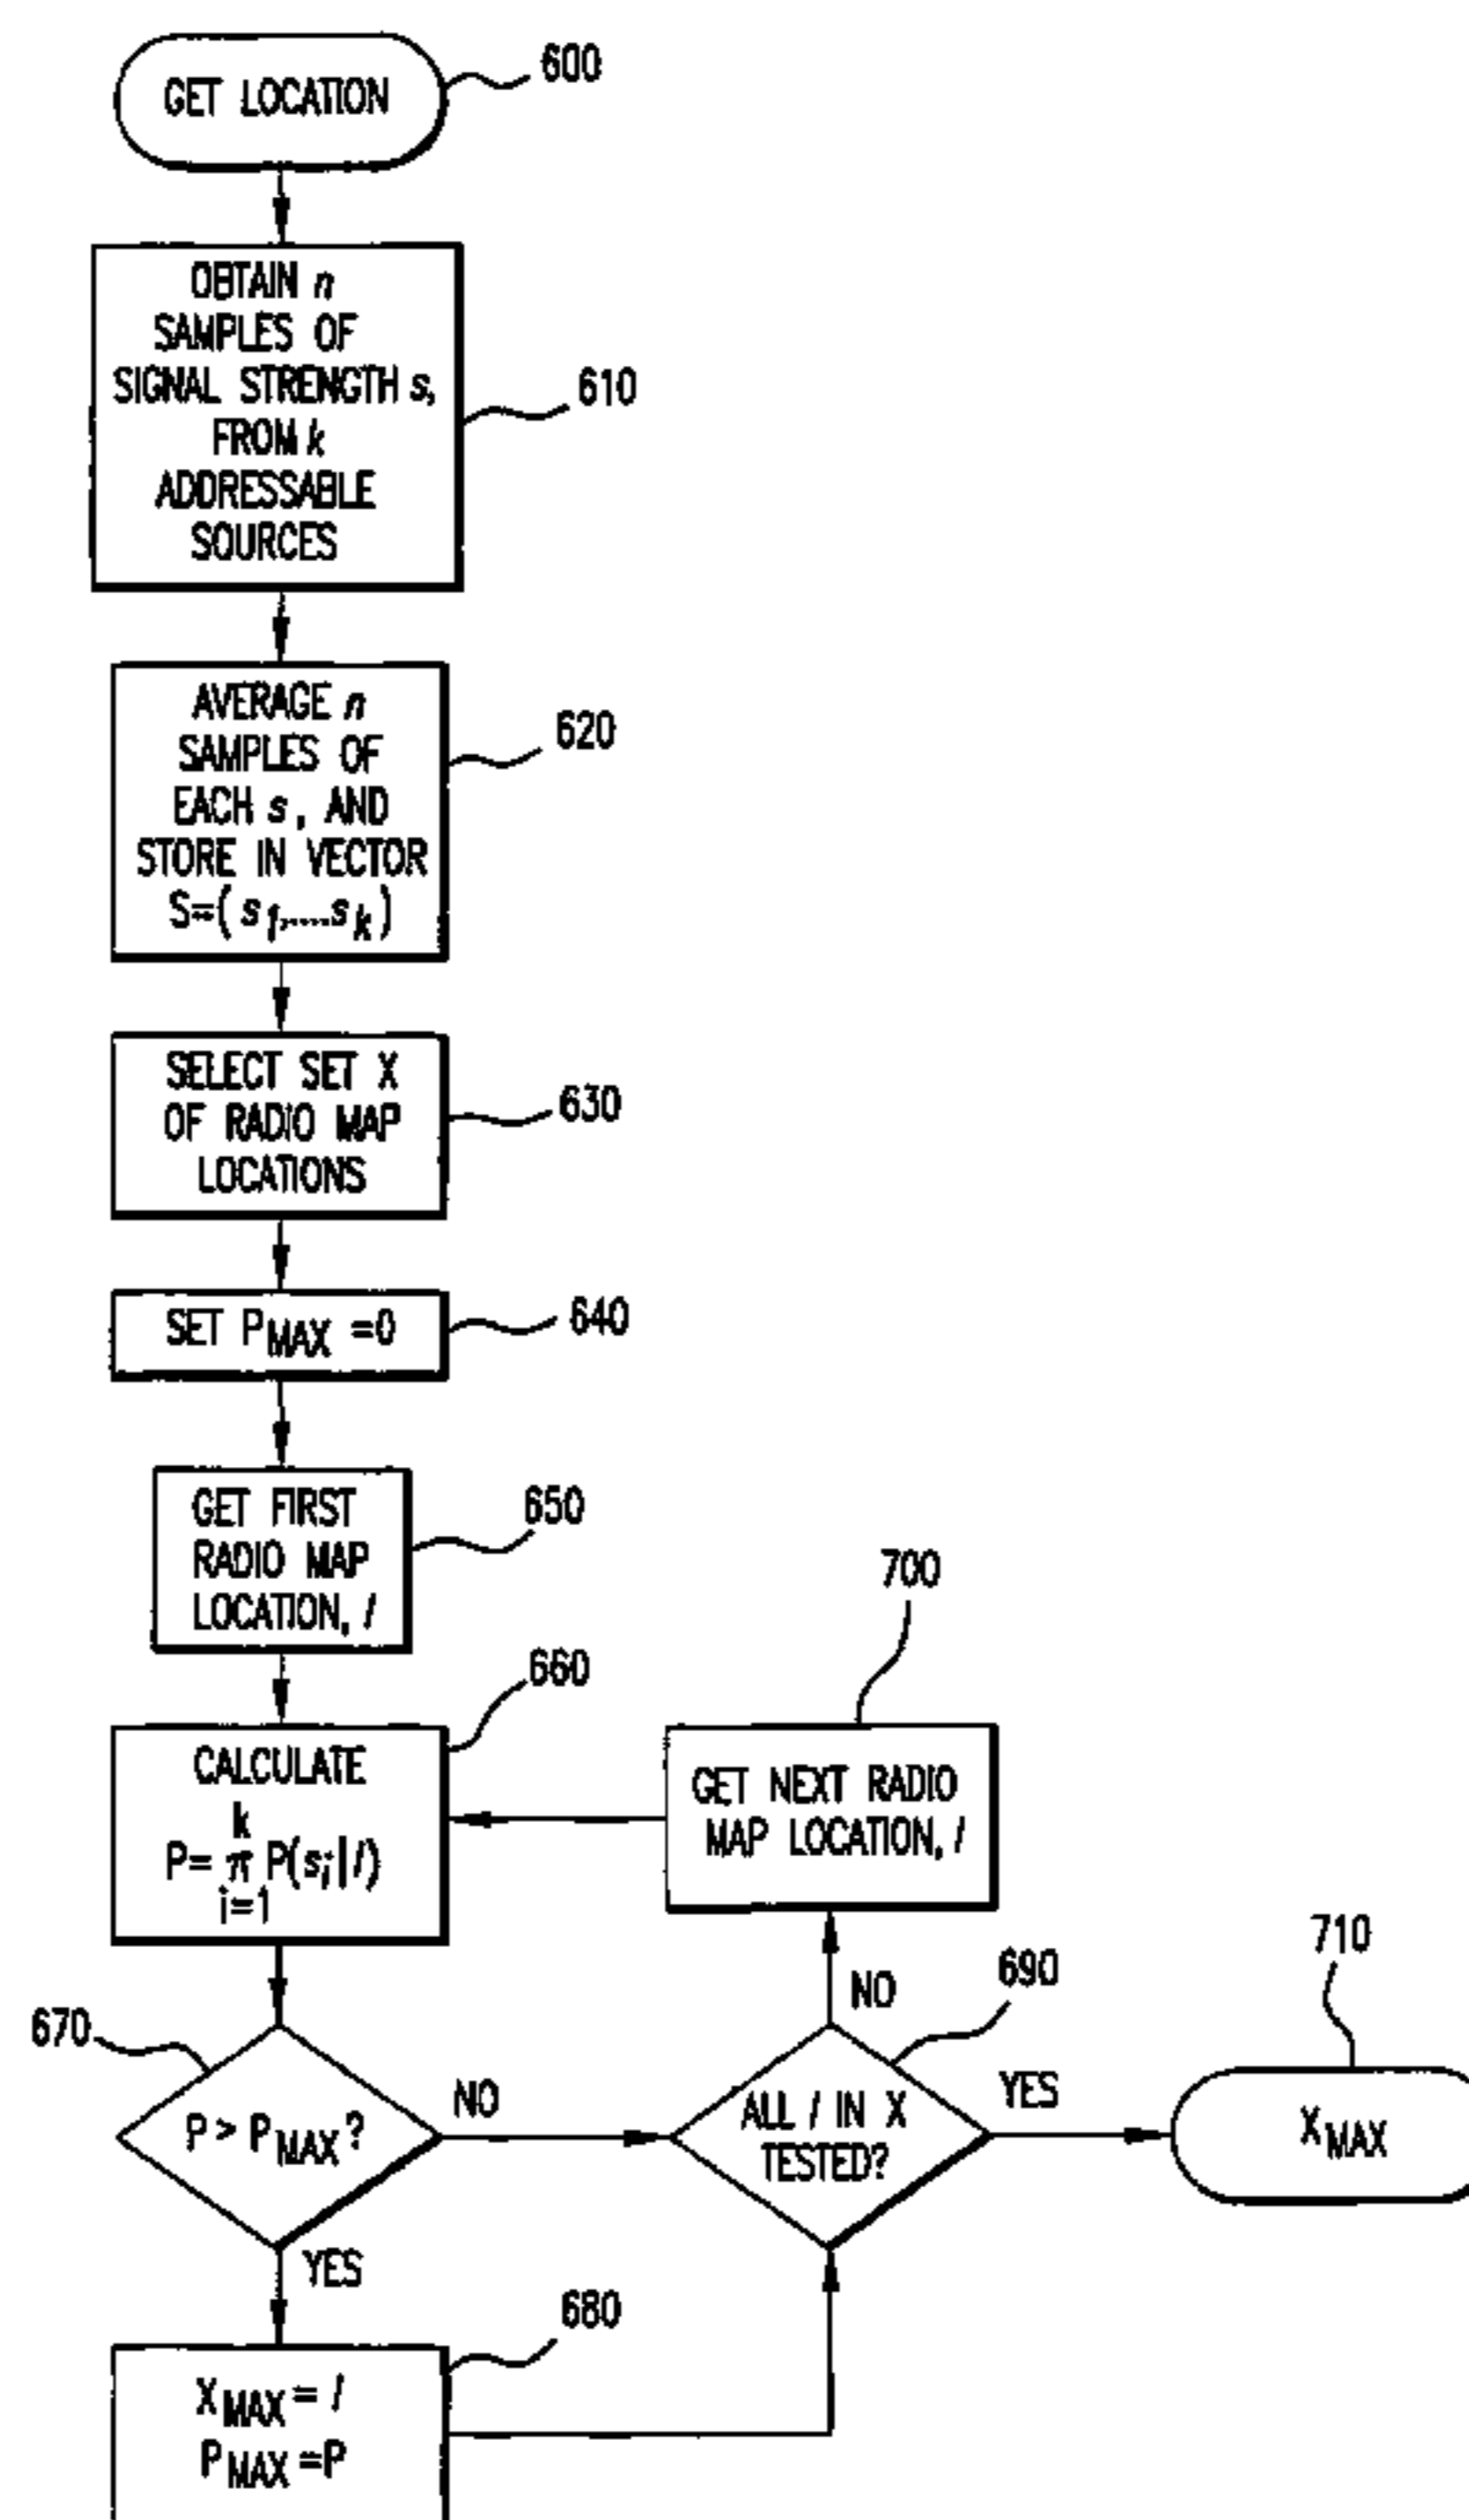 GET LOCATION
600
OBTAIN n
SAMPLES OF
SIGNAL STRENGTH s,
FROM k
ADDRESSABLE
SOURCES
610
AVERAGE n
SAMPLES OF
EACH s, AND
STORE IN VECTOR
S=(s1,....sk)
620
SELECT SET X
OF RADIO MAP
LOCATIONS
630
SET PMAX =0
640
GET FIRST
RADIO MAP
LOCATION, l
650
CALCULATE
k
P= π P(si|l)
i=1
660
GET NEXT RADIO
MAP LOCATION, l
700
P> PMAX?
670
NO
YES
ALL l IN X
TESTED?
690
NO
YES
XMAX
710
XMAX= l
PMAX=P
680